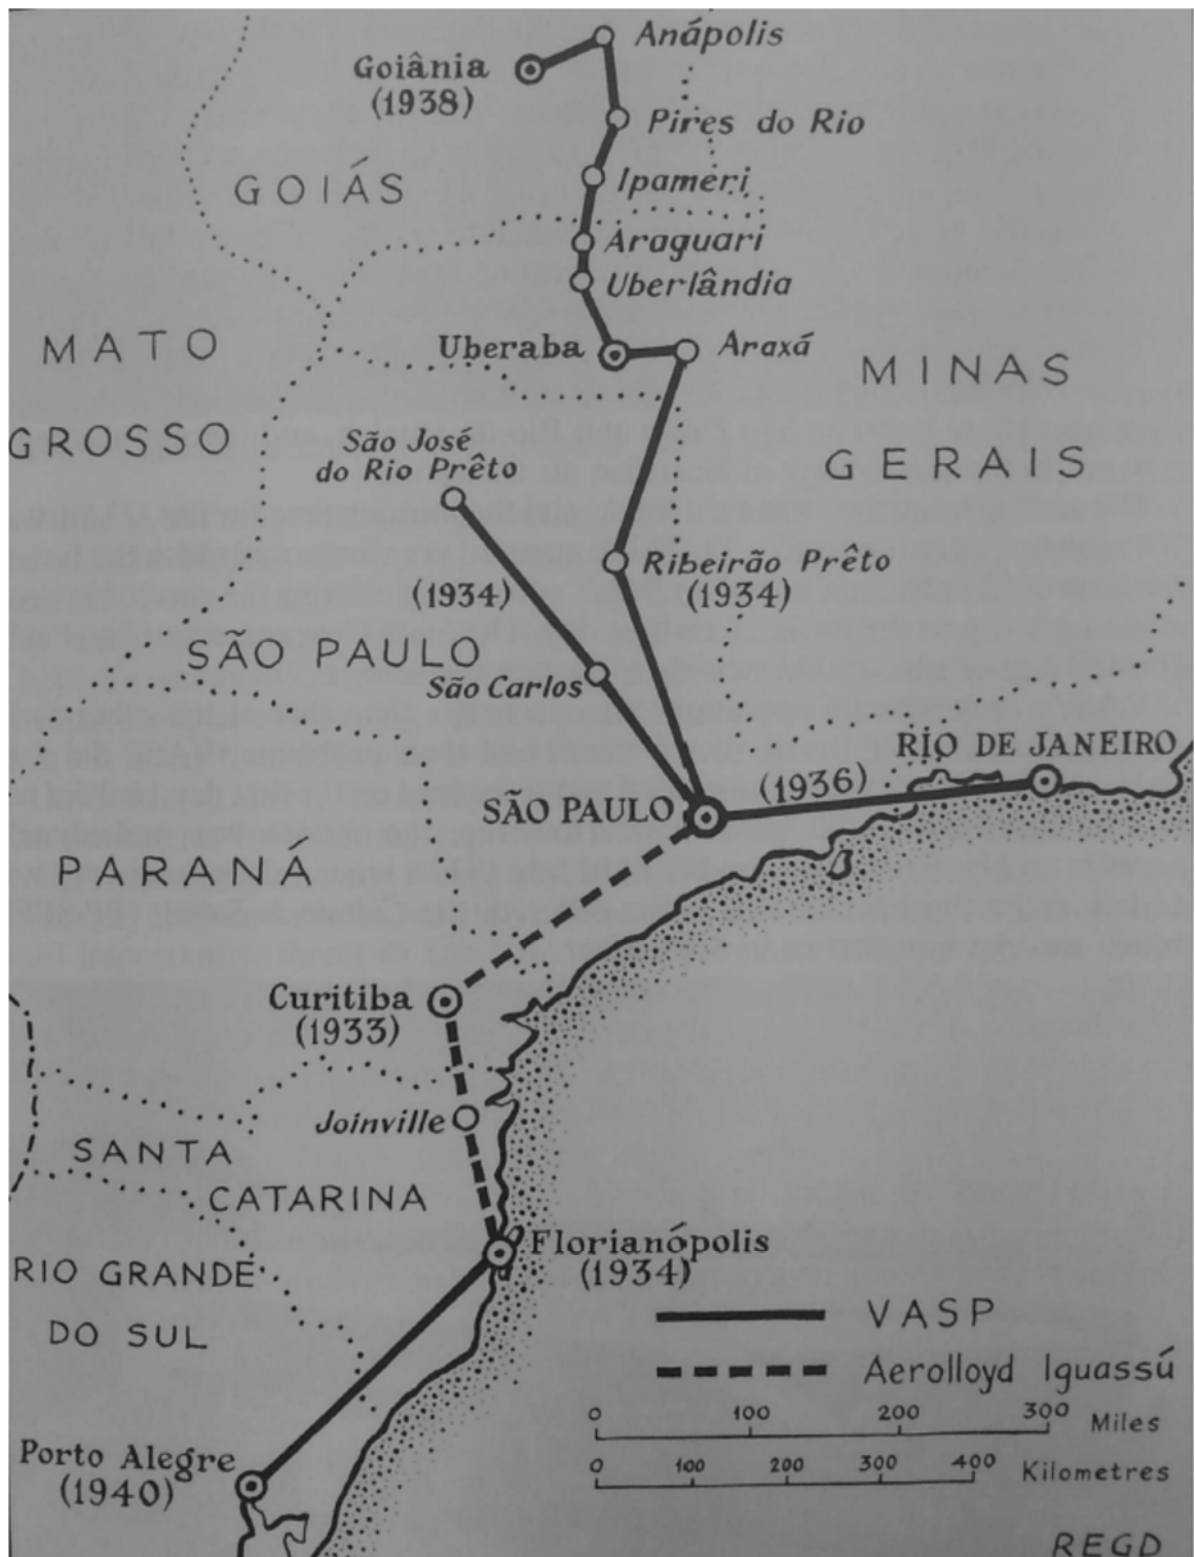 Anápolis
Goiânia
(1938)
Pires do Rio
GOIÁS
Ipameri
Araguari
Uberlândia
MATO
GROSSO
Uberaba
Araxá
MINAS
GERAIS
São José
do Rio Prêto
Ribeirão Prêto
(1934)
(1934)
SÃO PAULO
São Carlos
RIO DE JANEIRO
(1936)
SÃO PAULO
PARANÁ
Curitiba
(1933)
Joinville
SANTA
CATARINA
Florianópolis
(1934)
RIO GRANDE
DO SUL
VASP
Aerolloyd Iguassú
0 100 200 300 Miles
0 100 200 300 400 Kilometres
Porto Alegre
(1940)
REGD